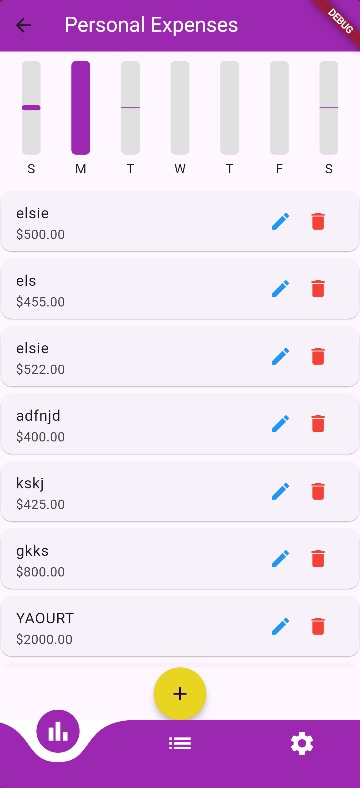 Personal Expenses
DEBUG
S M T W T F S
elsie
$500.00
els
$455.00
elsie
$522.00
adfnjd
$400.00
kskj
$425.00
gkks
$800.00
YAOURT
$2000.00